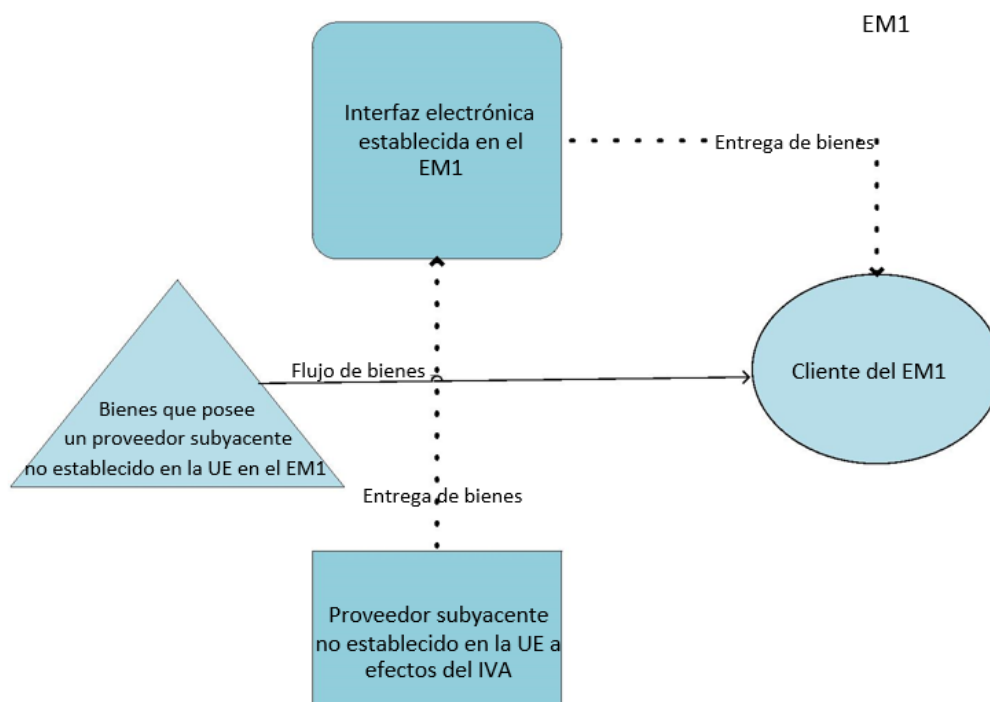 EM1
Interfaz electrónica
establecida en el
EM1
Entrega de bienes
Flujo de bienes
Cliente del EM1
Bienes que posee
un proveedor subyacente
no establecido en la UE en el EM1
Entrega de bienes
Proveedor subyacente
no establecido en la UE a
efectos del IVA